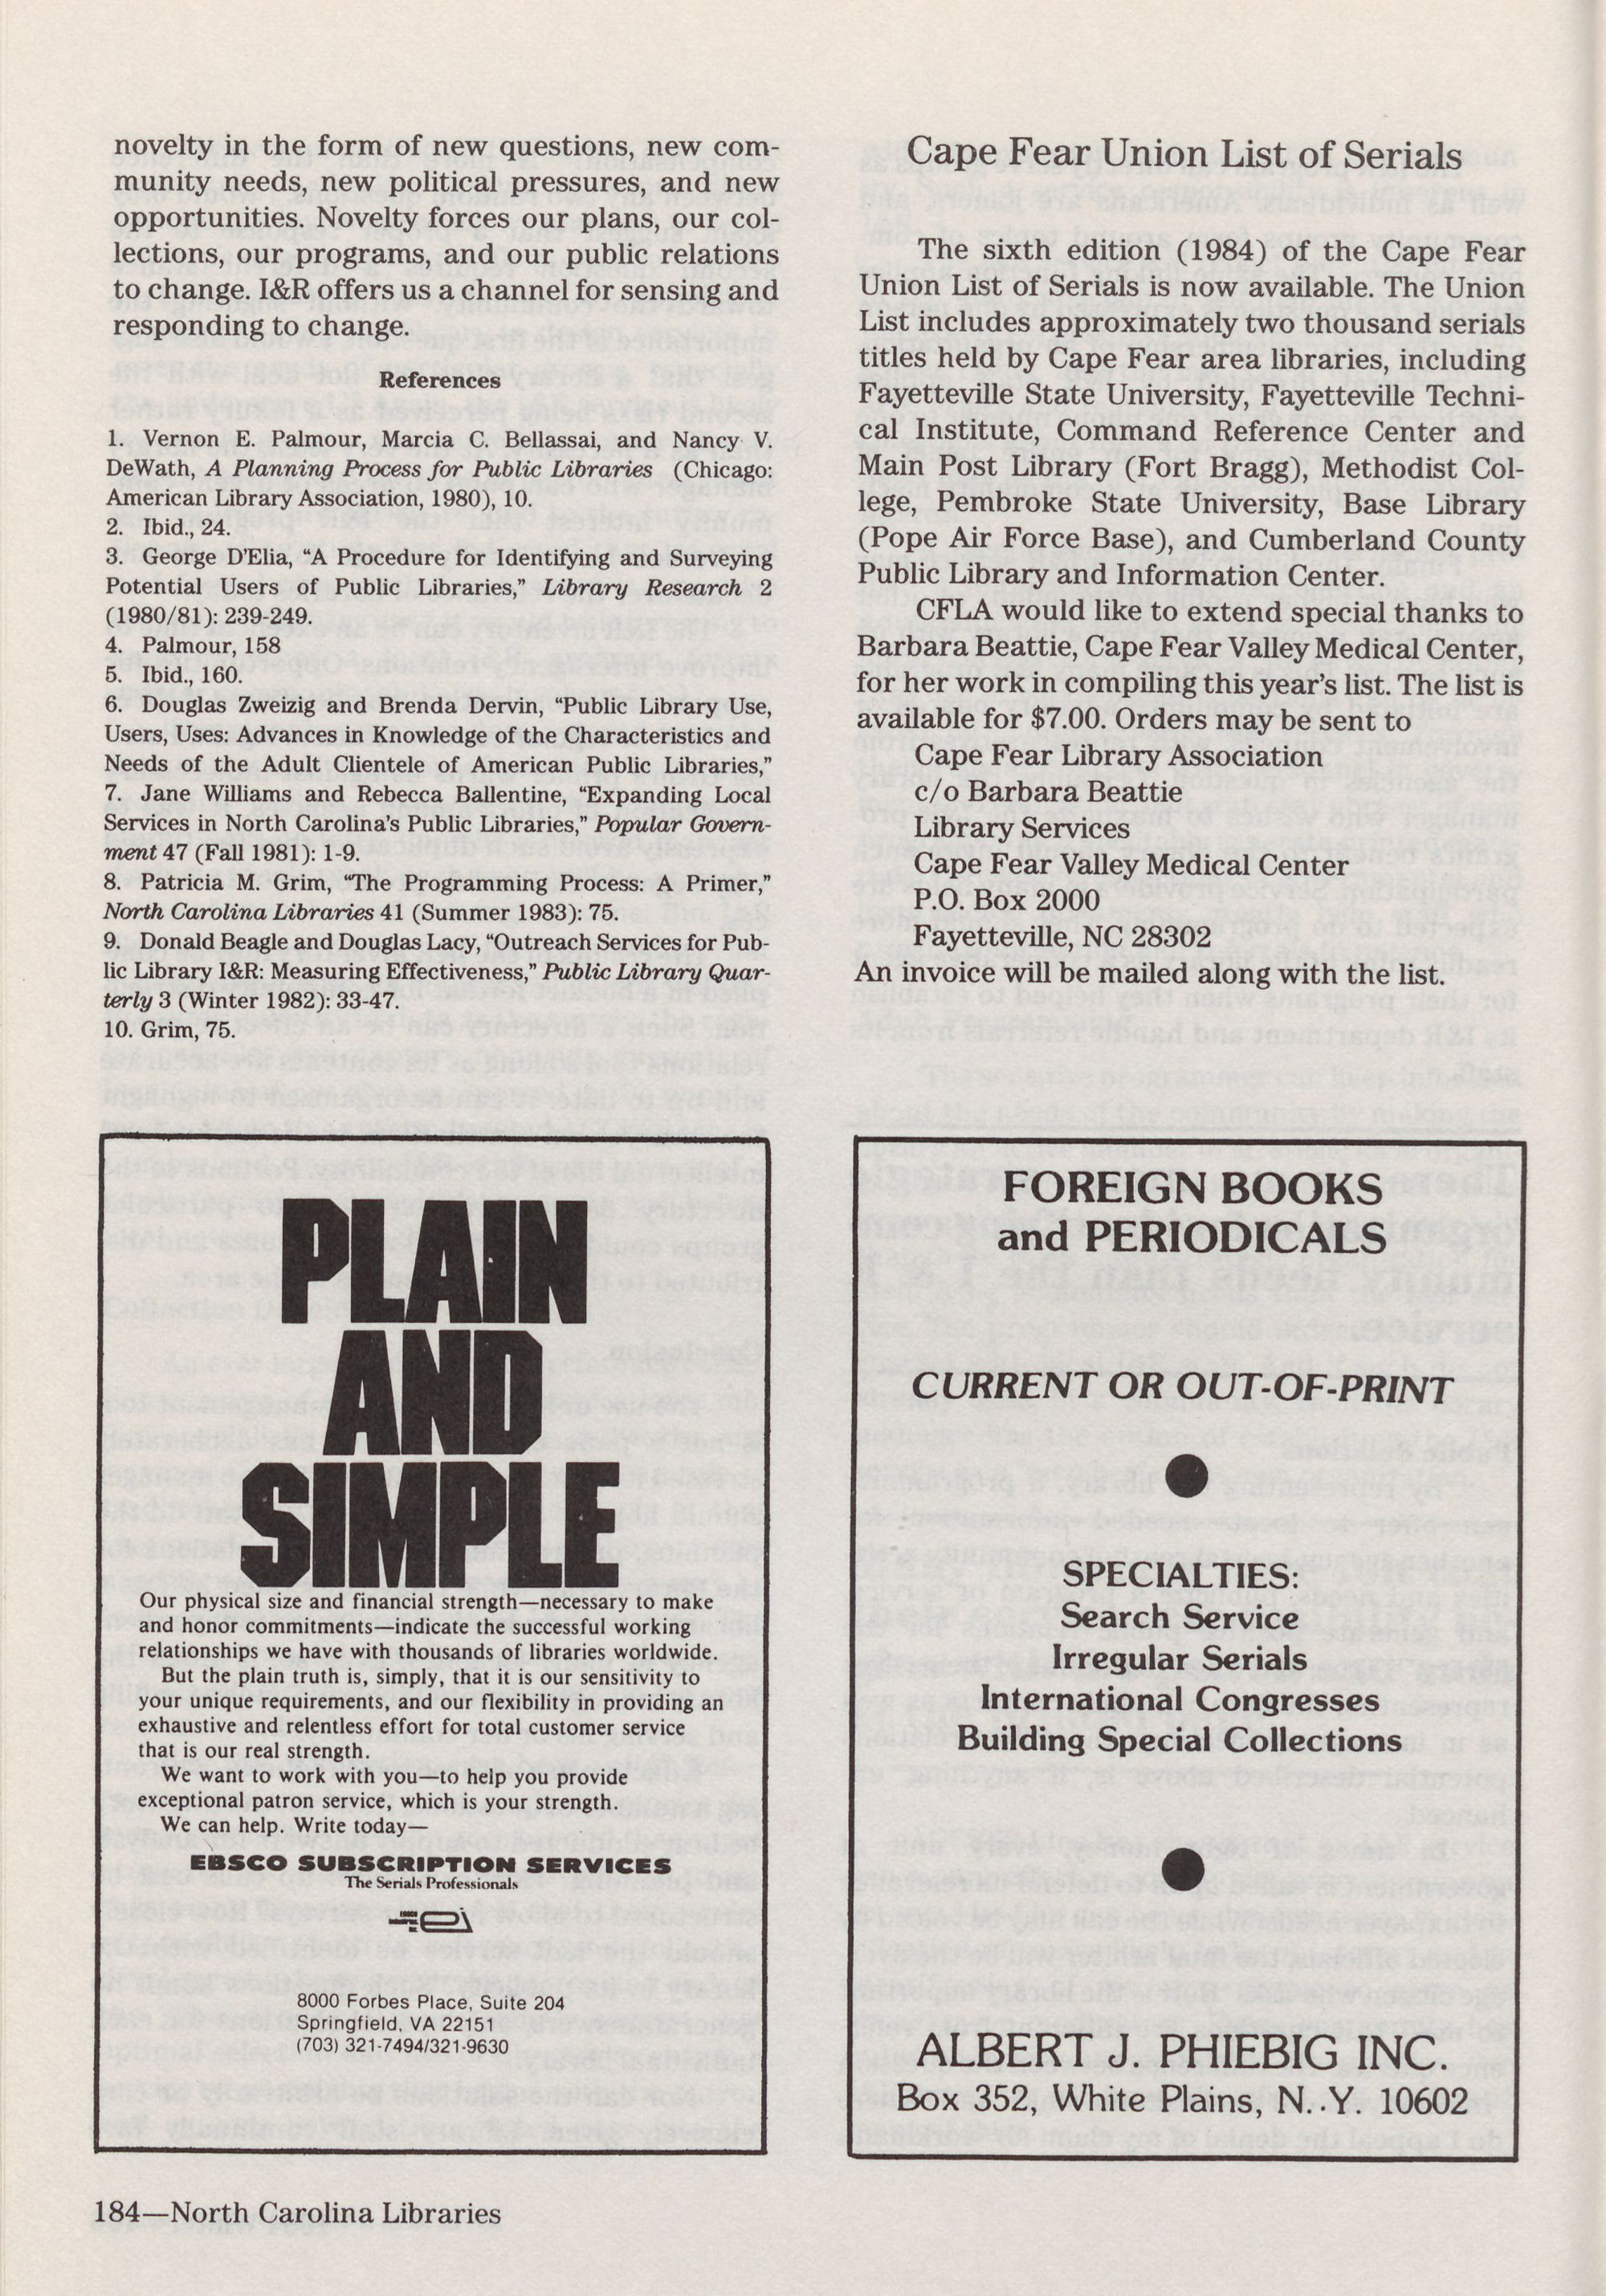 novelty in the form of new questions, new com-
munity needs, new political pressures, and new
opportunities. Novelty forces our plans, our col-
lections, our programs, and our public relations
to change. I&R offers us a channel for sensing and
responding to change.
References
1. Vernon E. Palmour, Marcia C. Bellassai, and Nancy V.
DeWath, A Planning Process for Public Libraries (Chicago:
American Library Association, 1980), 10.
2. Ibid., 24.
3. George D'Elia, “A Procedure for Identifying and Surveying
Potential Users of Public Libraries,” Library Research 2
(1980/81): 239-249.
4. Palmour, 158
5. Ibid., 160.
6. Douglas Zweizig and Brenda Dervin, “Public Library Use,
Users, Uses: Advances in Knowledge of the Characteristics and
Needs of the Adult Clientele of American Public Libraries,”
7. Jane Williams and Rebecca Ballentine, “Expanding Local
Services in North Carolina's Public Libraries,” Popular Govern-
ment 47 (Fall 1981): 1-9.
8. Patricia M. Grim, “The Programming Process: A Primer,”
North Carolina Libraries 41 (Summer 1983): 75.
9. Donald Beagle and Douglas Lacy, “Outreach Services for Pub-
lic Library I&R: Measuring Effectiveness,” Public Library Quar-
terly 3 (Winter 1982): 33-47.
10. Grim, 75.
Cape Fear Union List of Serials
The sixth edition (1984) of the Cape Fear
Union List of Serials is now available. The Union
List includes approximately two thousand serials
titles held by Cape Fear area libraries, including
Fayetteville State University, Fayetteville Techni-
cal Institute, Command Reference Center and
Main Post Library (Fort Bragg), Methodist Col-
lege, Pembroke State University, Base Library
(Pope Air Force Base), and Cumberland County
Public Library and Information Center.
CFLA would like to extend special thanks to
Barbara Beattie, Cape Fear Valley Medical Center,
for her work in compiling this year's list. The list is
available for $7.00. Orders may be sent to
Cape Fear Library Association
c/o Barbara Beattie
Library Services
Cape Fear Valley Medical Center
P.O. Box 2000
Fayetteville, NC 28302
An invoice will be mailed along with the list.
PLAIN
AND
SIMPLE
Our physical size and financial strength—necessary to make
and honor commitments—indicate the successful working
relationships we have with thousands of libraries worldwide.
But the plain truth is, simply, that it is our sensitivity to
your unique requirements, and our flexibility in providing an
exhaustive and relentless effort for total customer service
that is our real strength.
We want to work with you—to help you provide
exceptional patron service, which is your strength.
We can help. Write today—
EBSCO SUBSCRIPTION SERVICES
The Serials Professionals
8000 Forbes Place, Suite 204
Springfield, VA 22151
(703) 321-7494/321-9630
FOREIGN BOOKS
and PERIODICALS
CURRENT OR OUT-OF-PRINT
SPECIALTIES:
Search Service
Irregular Serials
International Congresses
Building Special Collections
ALBERT J. PHIEBIG INC.
Box 352, White Plains, N. .Y. 10602
184—North Carolina Libraries